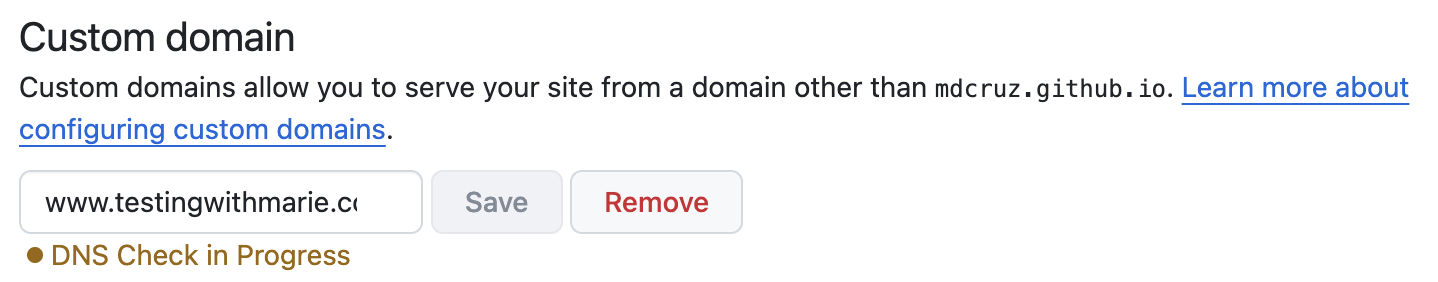 Custom domain
Custom domains allow you to serve your site from a domain other than mdcruz.github.io. Learn more about
configuring custom domains.
www.testingwithmarie.c
Save
Remove
DNS Check in Progress